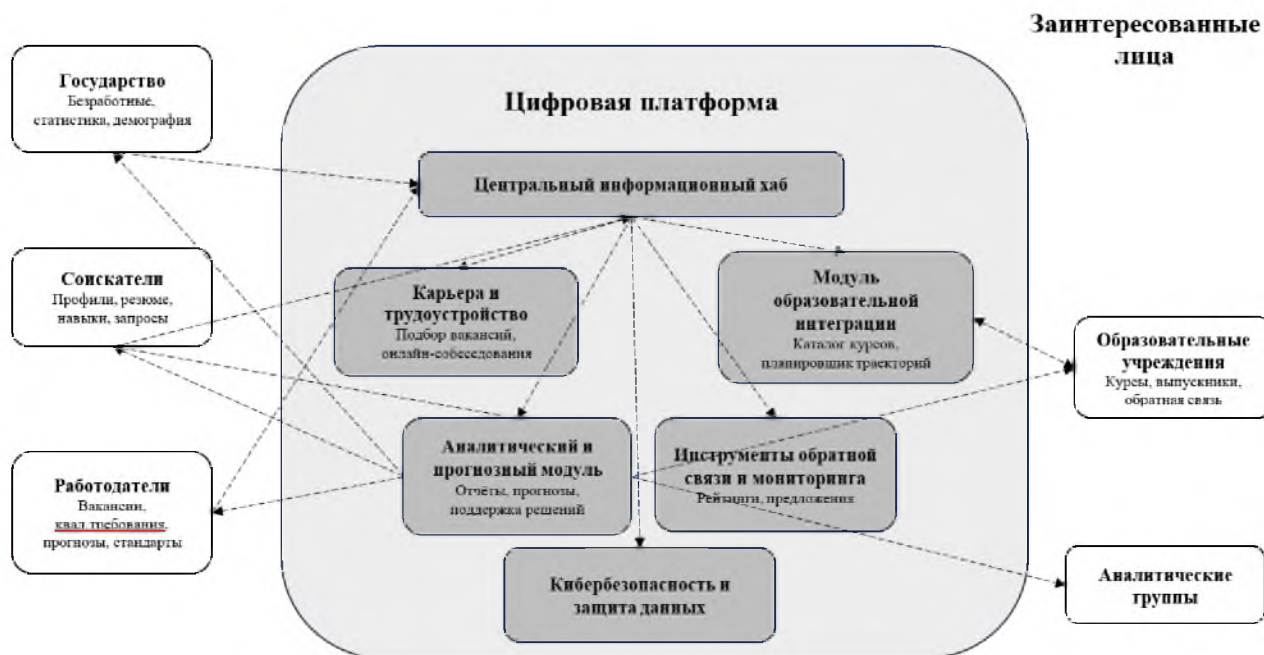 Заинтересованные
лица
Государство
Безработные,
статистика, демография
Цифровая платформа
Центральный информационный хаб
Соискатели
Профили, резюме,
навыки, запросы
Карьера и
трудоустройство
Подбор вакансий,
онлайн-собеседования
Модуль
образовательной
интеграции
Каталог курсов,
планировщик траекторий
Образовательные
учреждения
Курсы, выпускники,
обратная связь
Работодатели
Вакансии,
квал.требования,
прогнозы, стандарты
Аналитический и
прогнозный модуль
Отчёты, прогнозы,
поддержка решений
Инструменты обратной
связи и мониторинга
Рейтинги, предложения
Кибербезопасность и
защита данных
Аналитические
группы